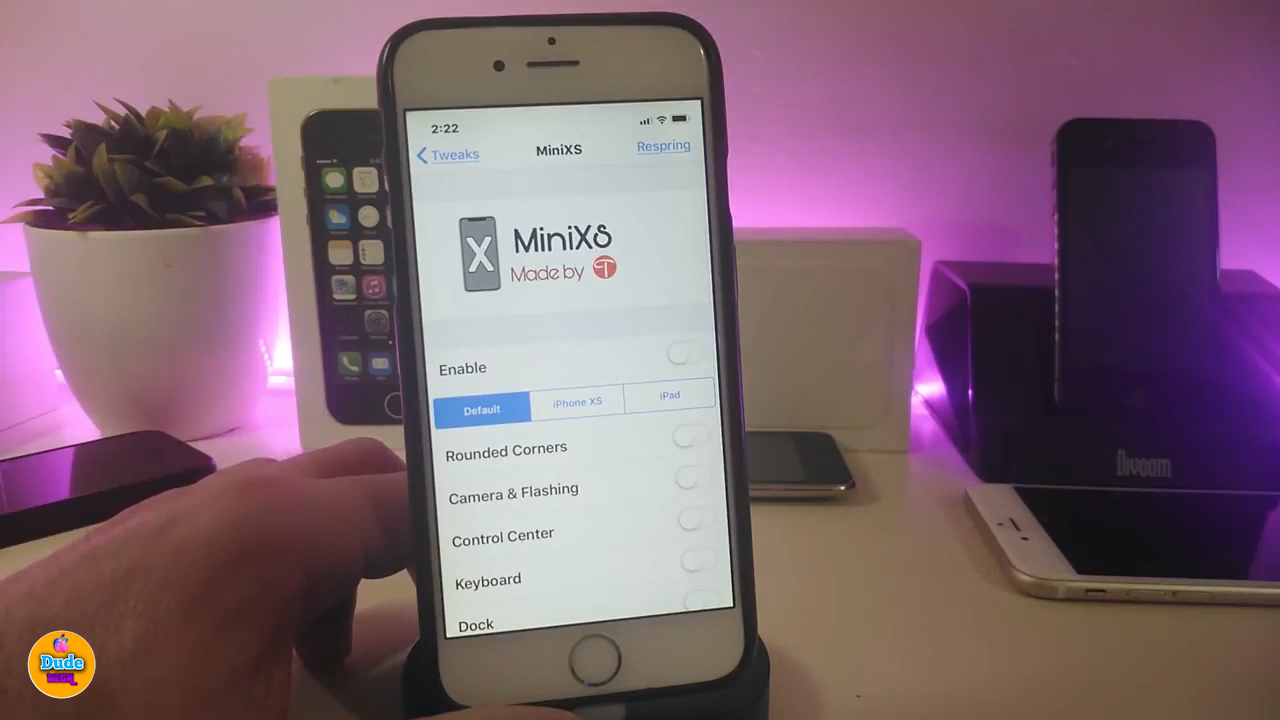 2:22
Tweaks
MiniXS
Respring
X
MiniXS
Made by T
Enable
Default
iPhone XS
iPad
Rounded Corners
Camera & Flashing
Control Center
Keyboard
Dock
Divoom
Dude